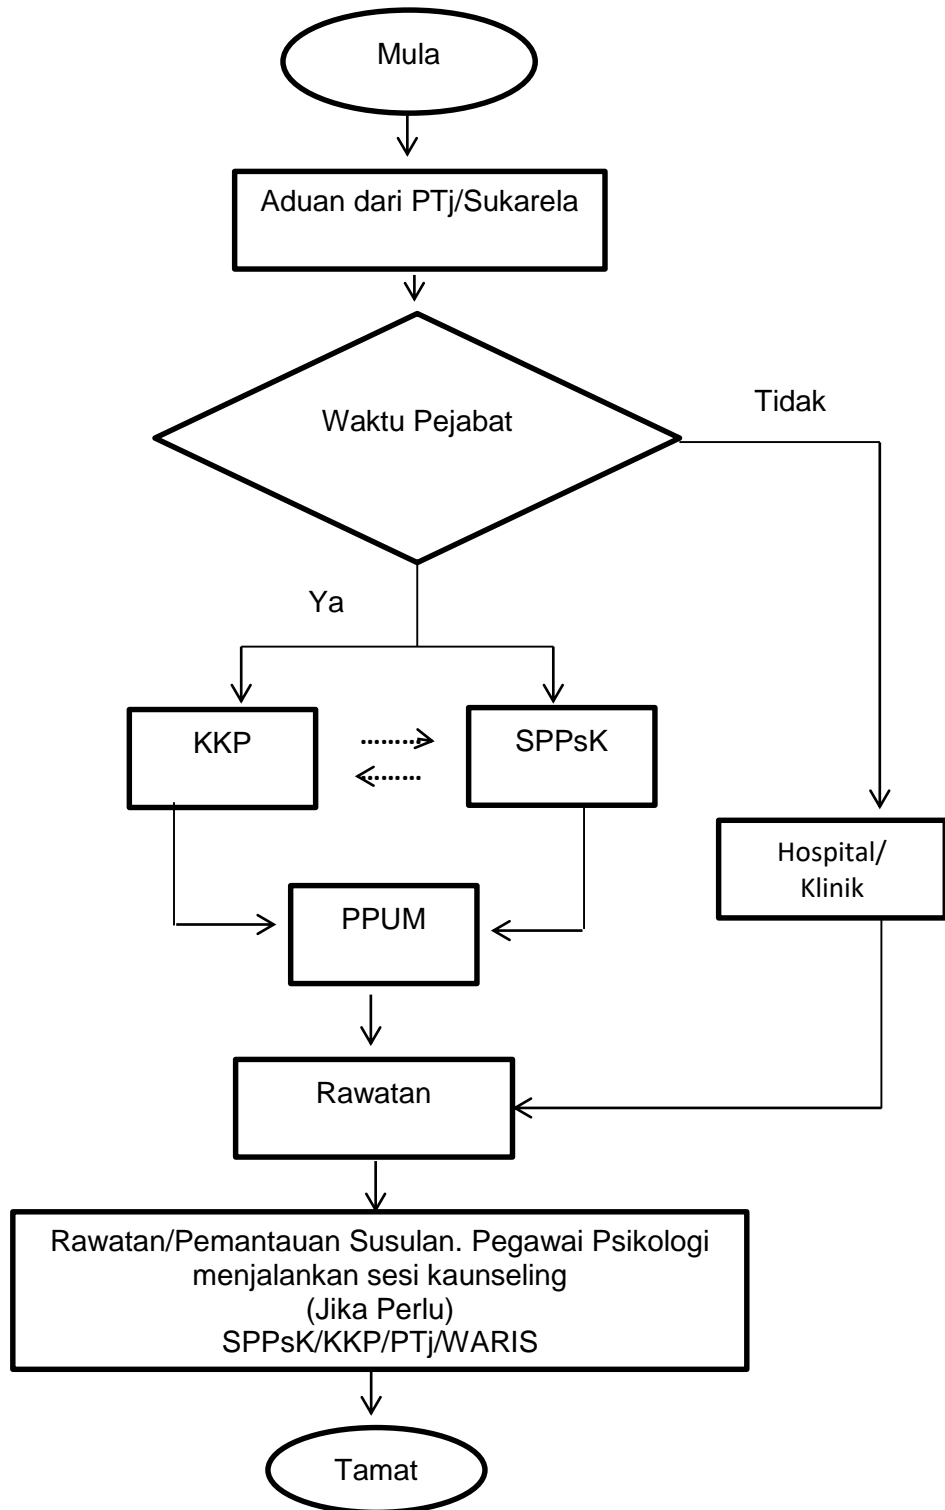 Mula
Aduan dari PTj/Sukarela
Waktu Pejabat
Tidak
Ya
KKP
SPPsK
Hospital/
Klinik
PPUM
Rawatan
Rawatan/Pemantauan Susulan. Pegawai Psikologi
menjalankan sesi kaunseling
(Jika Perlu)
SPPsK/KKP/PTj/WARIS
Tamat